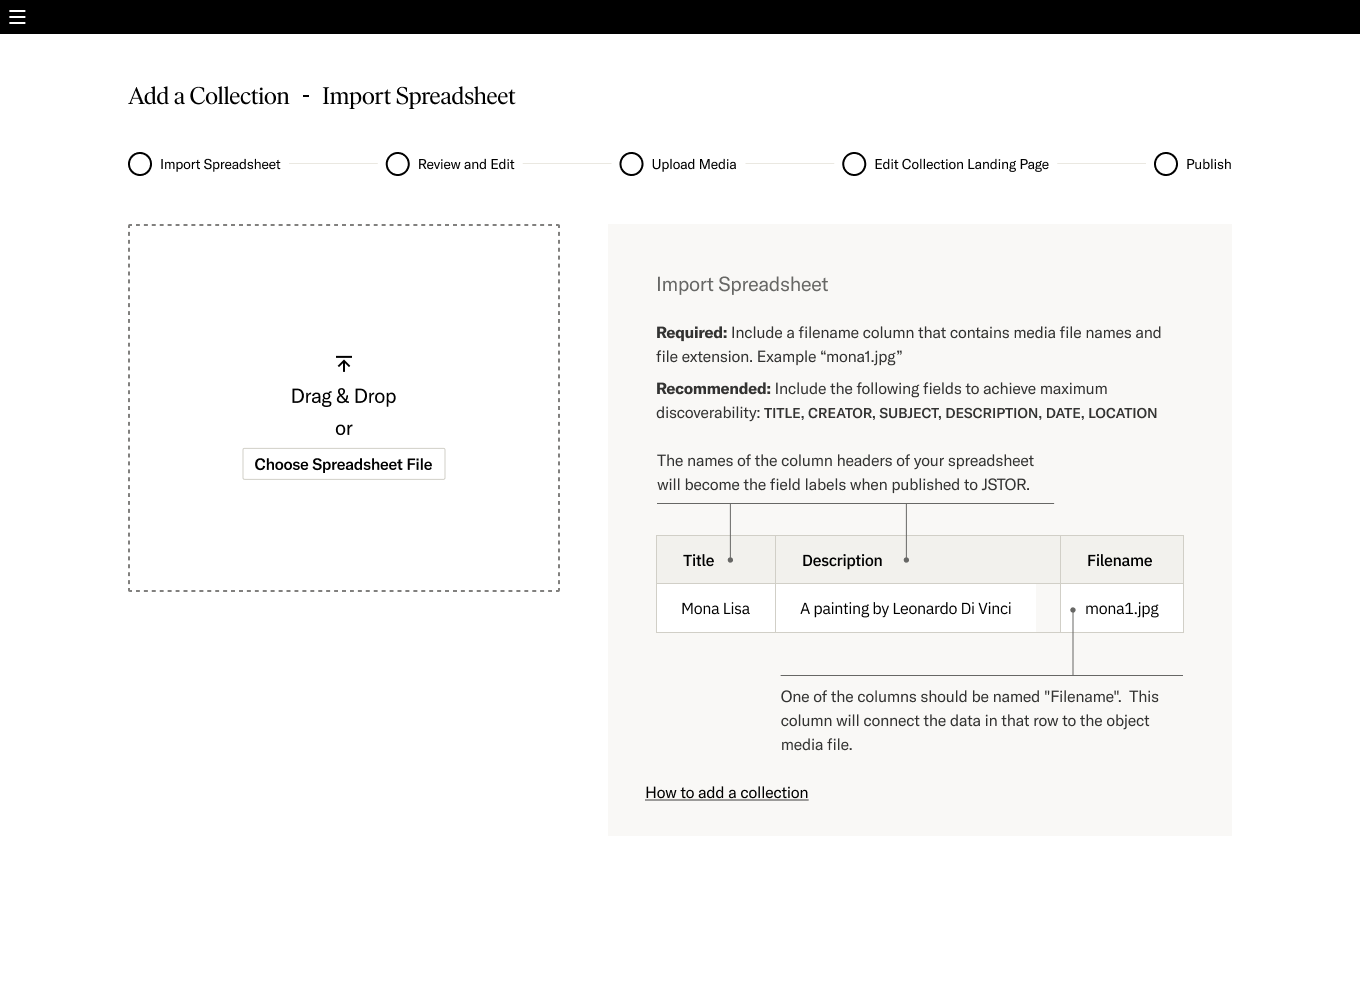 Add a Collection - Import Spreadsheet
Import Spreadsheet
Review and Edit
Upload Media
Edit Collection Landing Page
Publish
Drag & Drop
or
Choose Spreadsheet File
Import Spreadsheet
Required: Include a filename column that contains media file names and
file extension. Example “mona1.jpg”
Recommended: Include the following fields to achieve maximum
discoverability: TITLE, CREATOR, SUBJECT, DESCRIPTION, DATE, LOCATION
The names of the column headers of your spreadsheet
will become the field labels when published to JSTOR.
Title Description Filename
Mona Lisa A painting by Leonardo Di Vinci mona1.jpg
One of the columns should be named "Filename".  This
column will connect the data in that row to the object
media file.
How to add a collection